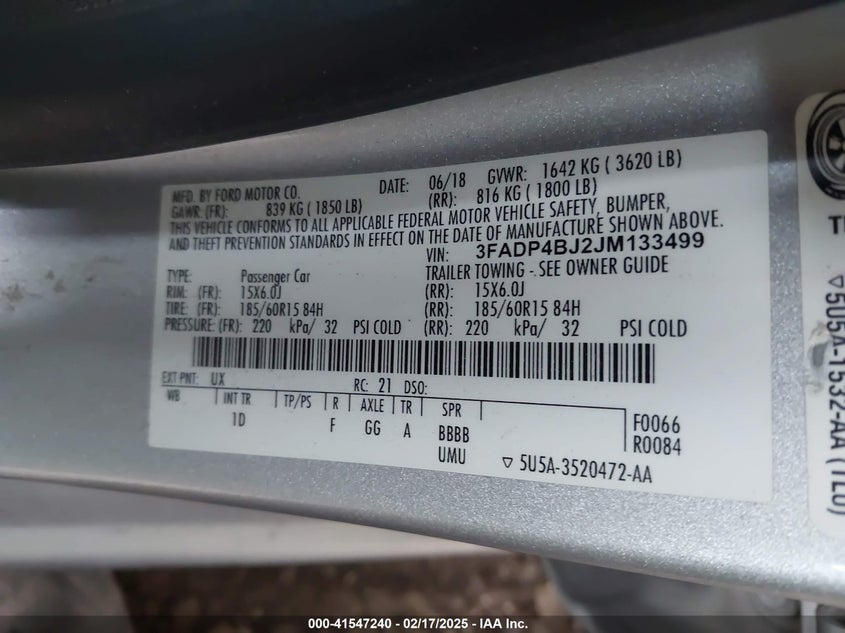 MFD. BY FORD MOTOR CO. DATE: 06/18 GVWR: 1642 KG ( 3620 LB)
GAWR: (FR): 839 KG ( 1850 LB) (RR): 816 KG ( 1800 LB)
THIS VEHICLE CONFORMS TO ALL APPLICABLE FEDERAL MOTOR VEHICLE SAFETY, BUMPER,
AND THEFT PREVENTION STANDARDS IN EFFECT ON THE DATE OF MANUFACTURE SHOWN ABOVE.
VIN: 3FADP4BJ2JM133499
TYPE: Passenger Car TRAILER TOWING - SEE OWNER GUIDE
RIM: (FR): 15X6.0J (RR): 15X6.0J
TIRE: (FR): 185/60R15 84H (RR): 185/60R15 84H
PRESSURE: (FR): 220 kPa/ 32 PSI COLD (RR): 220 kPa/ 32 PSI COLD
EXT PNT: UX RC: 21 DSO:
WB INT TR TP/PS R AXLE TR SPR
1D F GG A BBBB
UMU
F0066
R0084
▽ 5U5A-3520472-AA
▽5U5A-1532-AA (TLU)
000-41547240 - 02/17/2025 - IAA Inc.